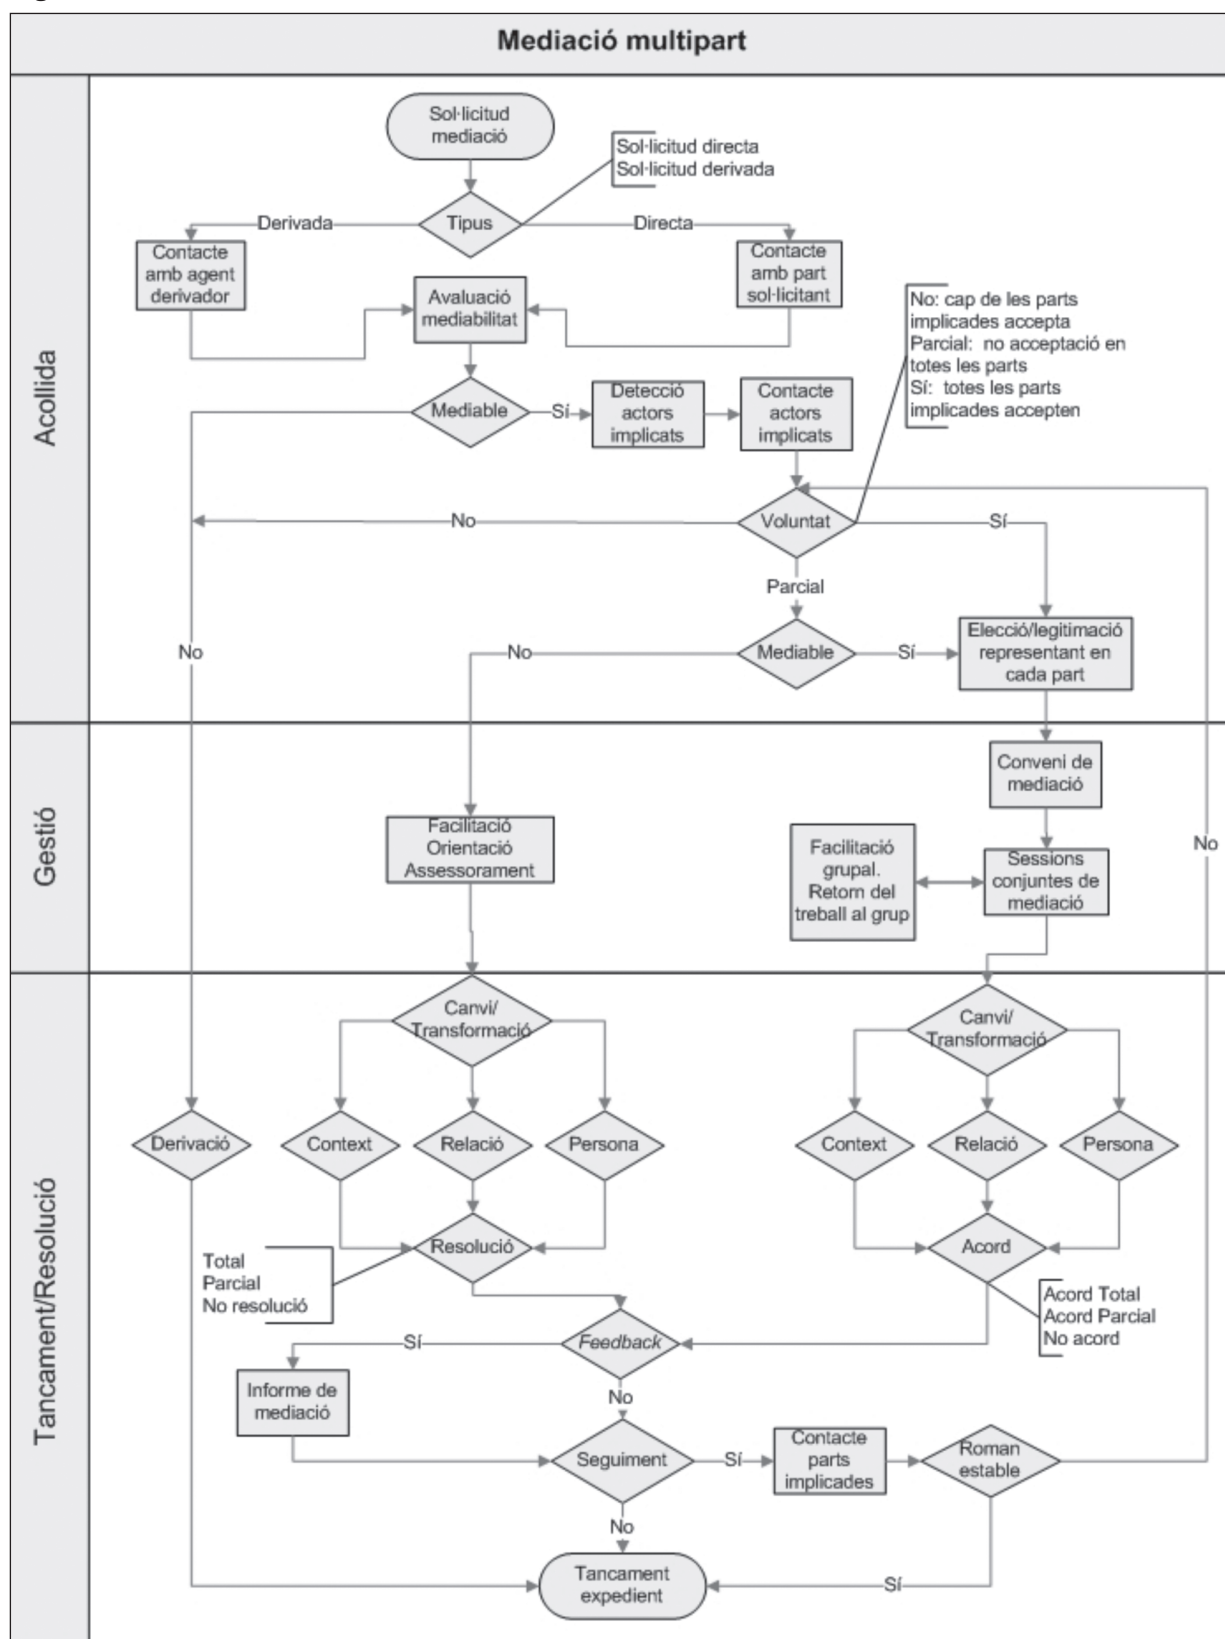 Mediació multipart
Acollida
Sol·licitud
mediació
Sol·licitud directa
Sol·licitud derivada
Derivada
Tipus
Directa
Contacte
amb agent
derivador
Avaluació
mediabilitat
Contacte
amb part
sol·licitant
No: cap de les parts
implicades accepta
Parcial: no acceptació en
totes les parts
Sí: totes les parts
implicades accepten
Mediable
Sí
Detecció
actors
implicats
Contacte
actors
implicats
No
Voluntat
Sí
Parcial
No
No
Mediable
Sí
Elecció/legitimació
representant en
cada part
Gestió
Conveni de
mediació
Facilitació
Orientació
Assessorament
Facilitació
grupal.
Retorn del
treball al grup
Sessions
conjuntes de
mediació
No
Tancament/Resolució
Canvi/
Transformació
Canvi/
Transformació
Derivació
Context
Relació
Persona
Context
Relació
Persona
Resolució
Acord
Total
Parcial
No resolució
Acord Total
Acord Parcial
No acord
Sí
Feedback
Informe de
mediació
No
Seguiment
Sí
Contacte
parts
implicades
Roman
estable
No
Tancament
expedient
Sí